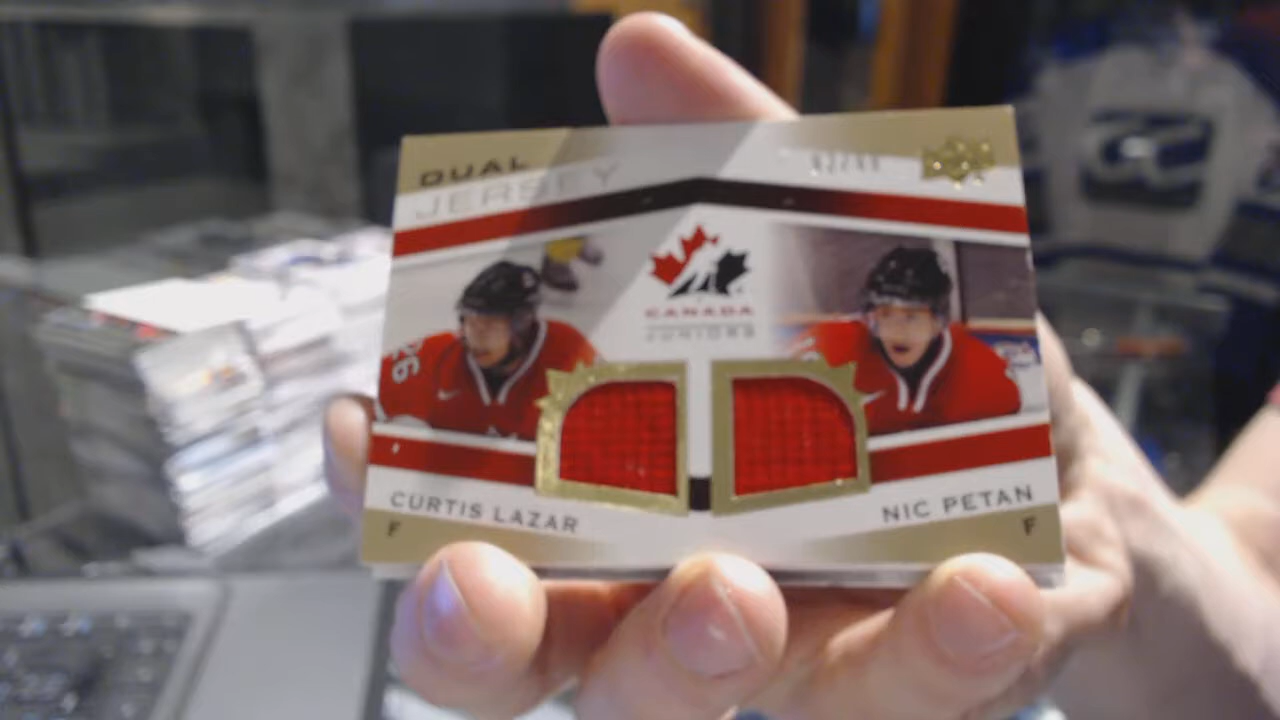 DUAL
JERSEY
CANADA
JUNIORS
26
CURTIS LAZAR
F
NIC PETAN
F